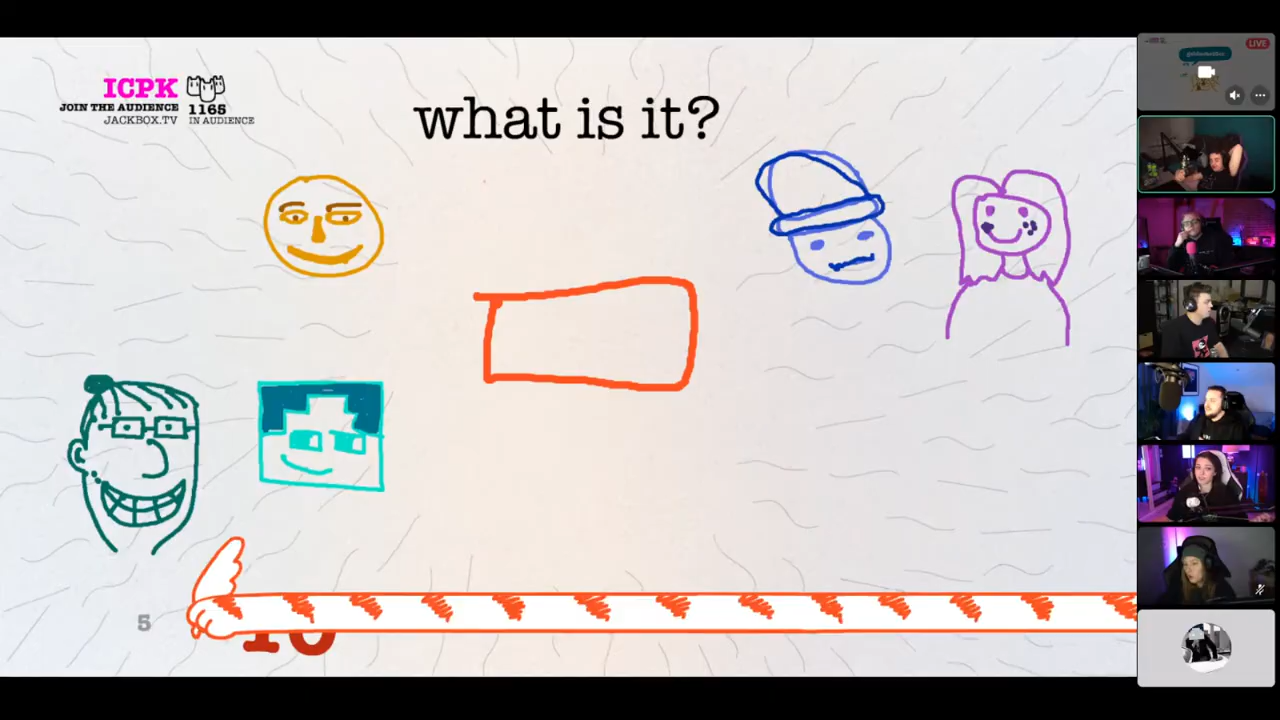 ICPK
JOIN THE AUDIENCE
JACKBOX.TV
1165
IN AUDIENCE
what is it?
LIVE
5